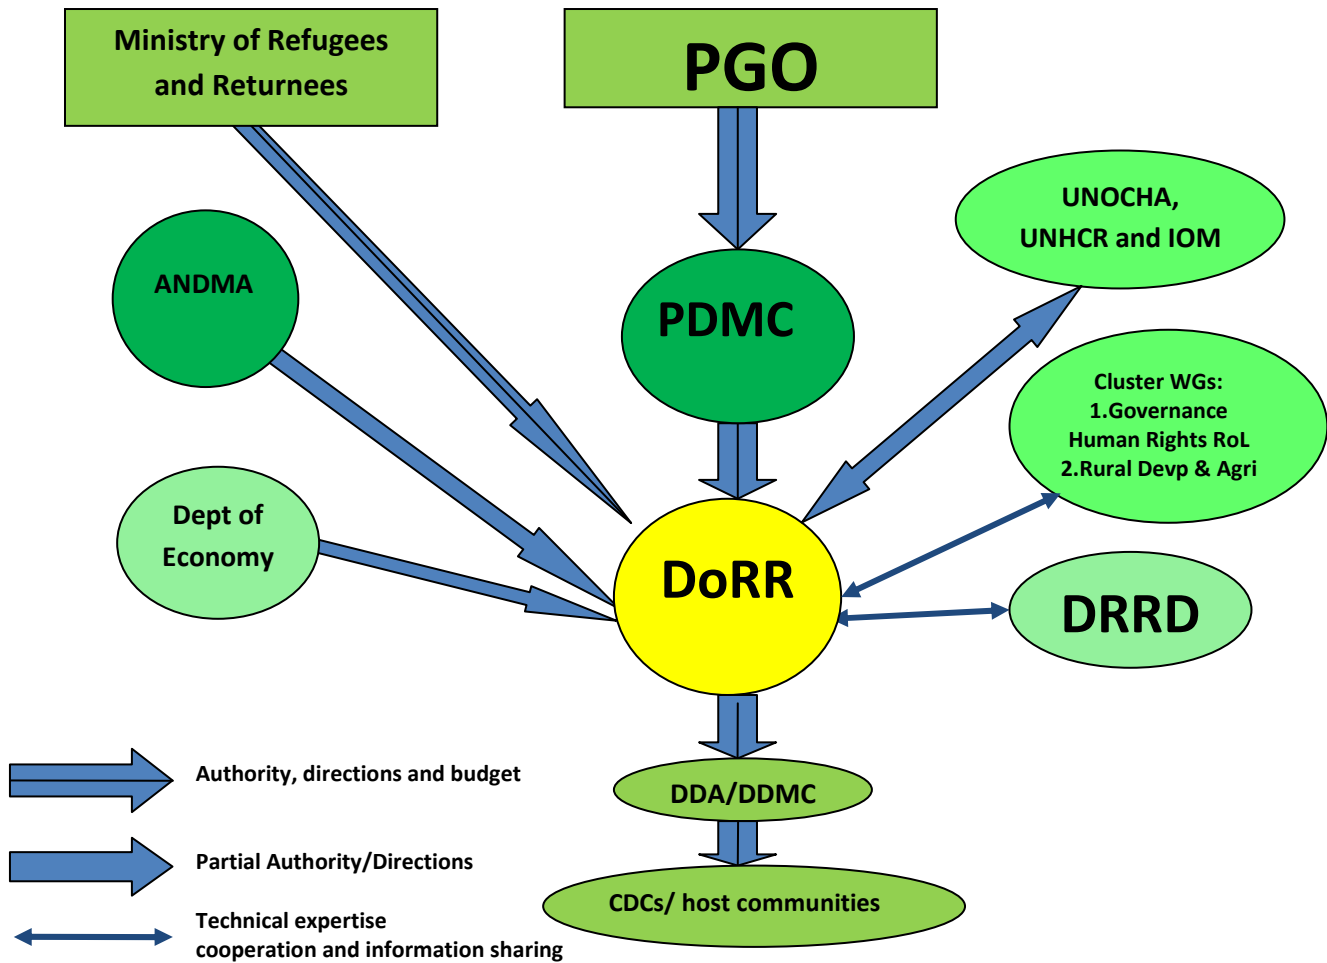 Ministry of Refugees
and Returnees
PGO
UNOCHA,
UNHCR and IOM
ANDMA
PDMC
Cluster WGs:
1.Governance
Human Rights RoL
2.Rural Devp & Agri
Dept of
Economy
DoRR
DRRD
DDA/DDMC
CDCs/ host communities
Authority, directions and budget
Partial Authority/Directions
Technical expertise
cooperation and information sharing